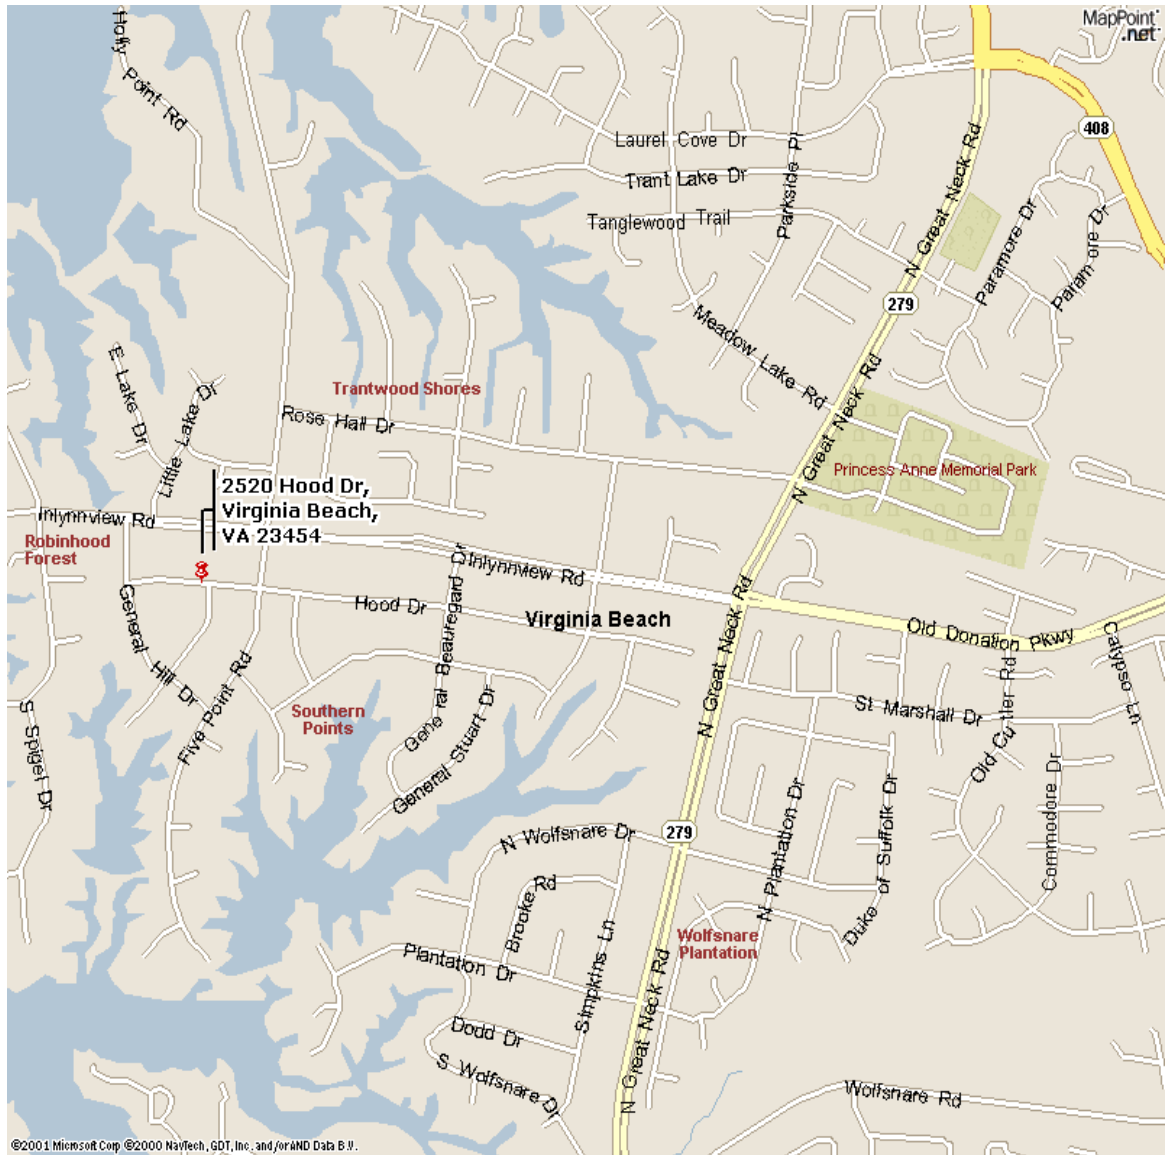 MapPoint
.net
Holly Point Rd
408
Laurel Cove Dr
Trant Lake Dr
Tanglewood Trail
Parkside Pl
N Great Neck Rd
Paramore Dr
Paramore Dr
279
Meadow Lake Rd
N Great Neck Rd
E Lake Dr
Little Lake Dr
Trantwood Shores
Rose Hall Dr
Princess Anne Memorial Park
N Great Neck Rd
2520 Hood Dr,
Virginia Beach,
VA 23454
Inlynnview Rd
Robinhood
Forest
Inlynnview Rd
General Hill Dr
Hood Dr
General Beauregard Dr
Virginia Beach
N Great Neck Rd
Old Donation Pkwy
Calypso Ln
Five Point Rd
Southern
Points
General Stuart Dr
St Marshall Dr
Old Cutler Rd
S Spigel Dr
N Wolfsnare Dr
279
N Plantation Dr
Duke of Suffolk Dr
Commodore Dr
Brooke Rd
Simpkins Ln
Wolfsnare
Plantation
Plantation Dr
N Great Neck Rd
Dodd Dr
S Wolfsnare Dr
Wolfsnare Rd
©2001 Microsoft Corp ©2000 NavTech, GDT, Inc. and/or AND Data B.V.